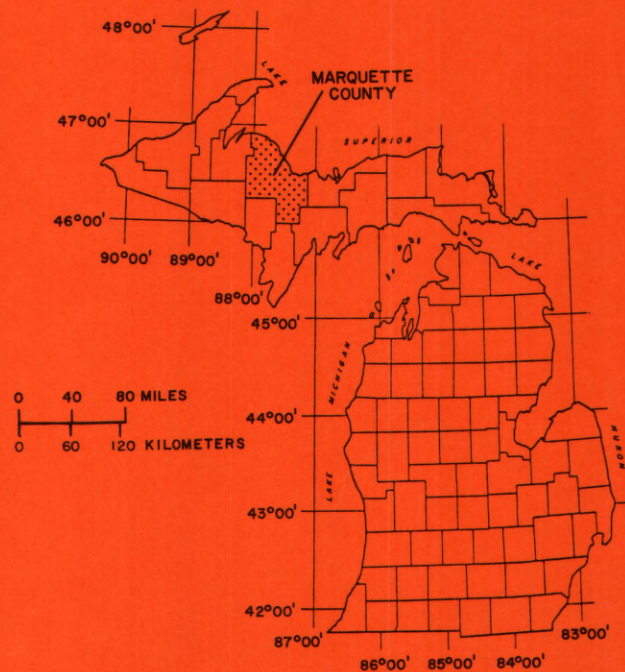 48°00'
LAKE
MARQUETTE
COUNTY
47°00'
SUPERIOR
46°00'
90°00'
89°00'
88°00'
LAKE
45°00'
MICHIGAN
0 40 80 MILES
0 60 120 KILOMETERS
44°00'
HURON
LAKE
43°00'
42°00'
87°00'
86°00'
85°00'
84°00'
83°00'